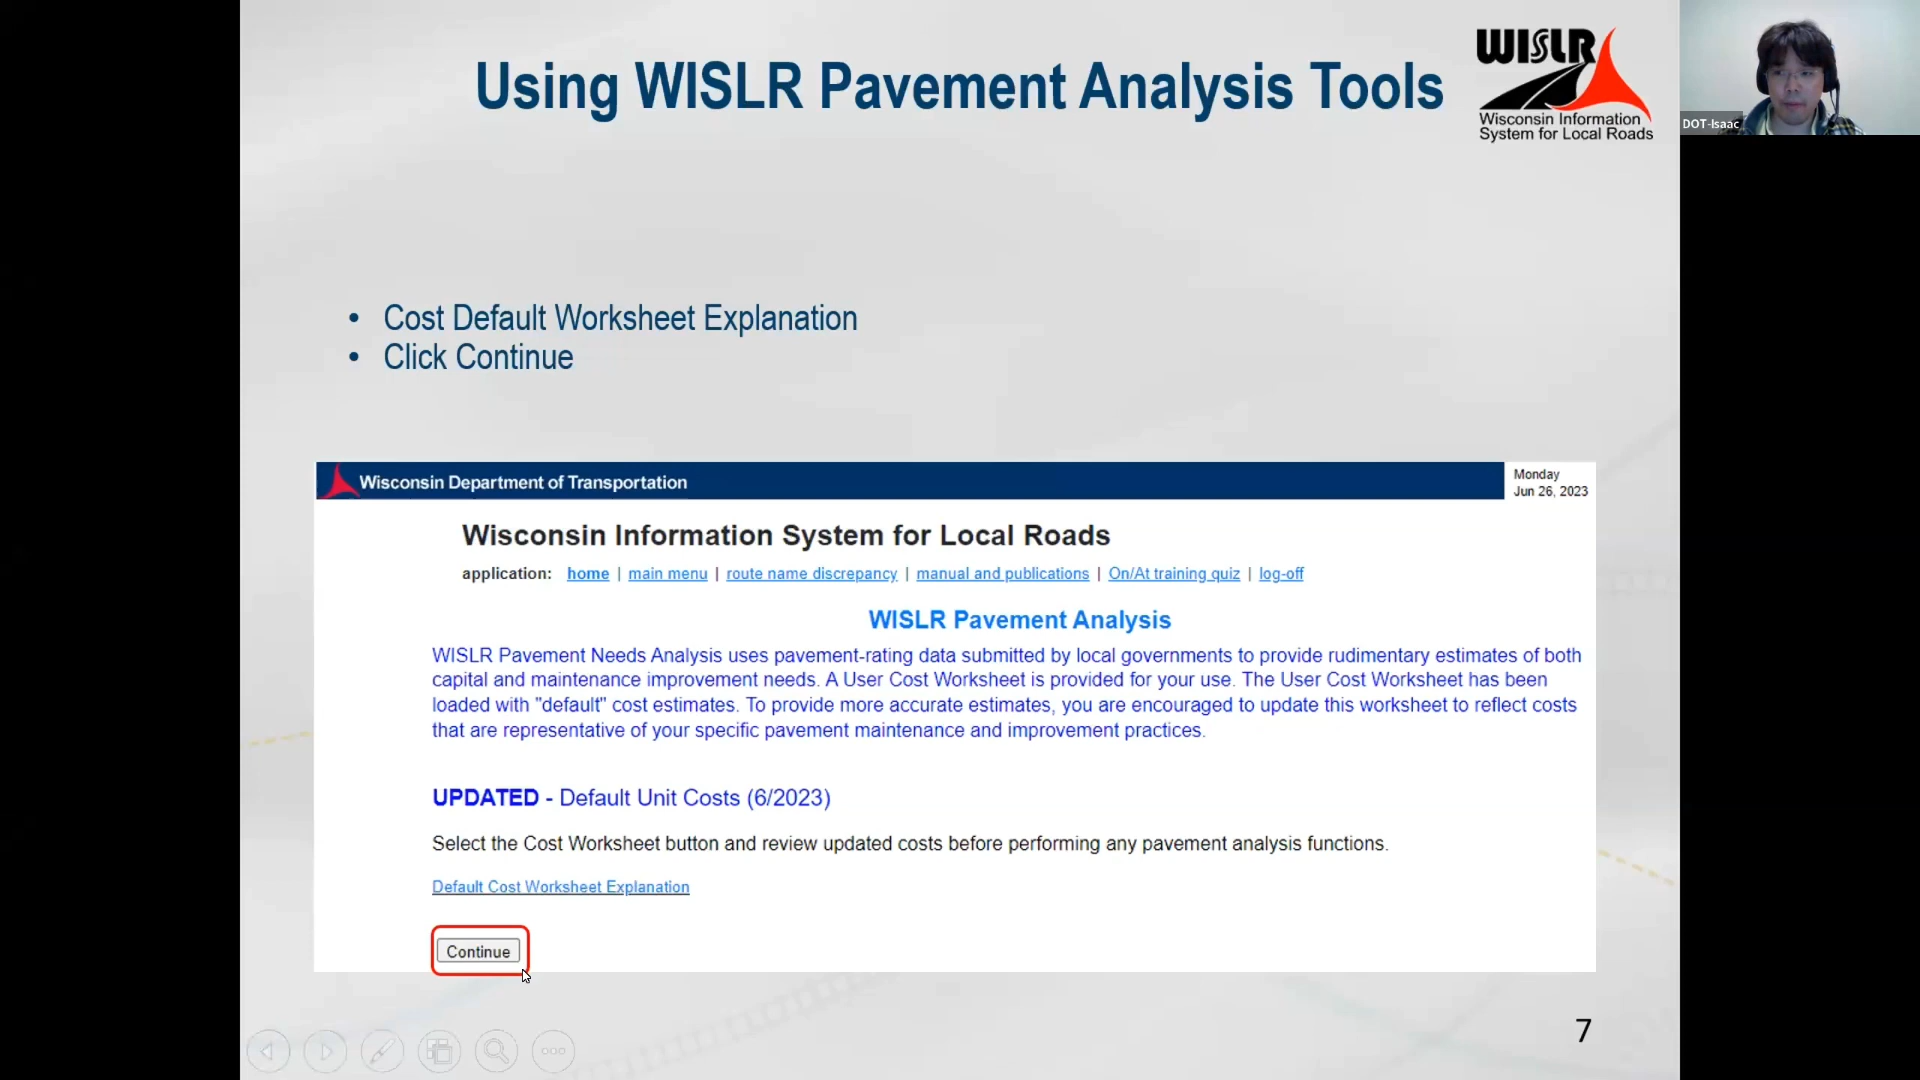 Using WISLR Pavement Analysis Tools
WISLR
Wisconsin Information
System for Local Roads
DOT-Isaac
• Cost Default Worksheet Explanation
• Click Continue
Wisconsin Department of Transportation
Monday
Jun 26, 2023
Wisconsin Information System for Local Roads
application: home | main menu | route name discrepancy | manual and publications | On/At training quiz | log-off
WISLR Pavement Analysis
WISLR Pavement Needs Analysis uses pavement-rating data submitted by local governments to provide rudimentary estimates of both
capital and maintenance improvement needs. A User Cost Worksheet is provided for your use. The User Cost Worksheet has been
loaded with "default" cost estimates. To provide more accurate estimates, you are encouraged to update this worksheet to reflect costs
that are representative of your specific pavement maintenance and improvement practices.
UPDATED - Default Unit Costs (6/2023)
Select the Cost Worksheet button and review updated costs before performing any pavement analysis functions.
Default Cost Worksheet Explanation
Continue
7